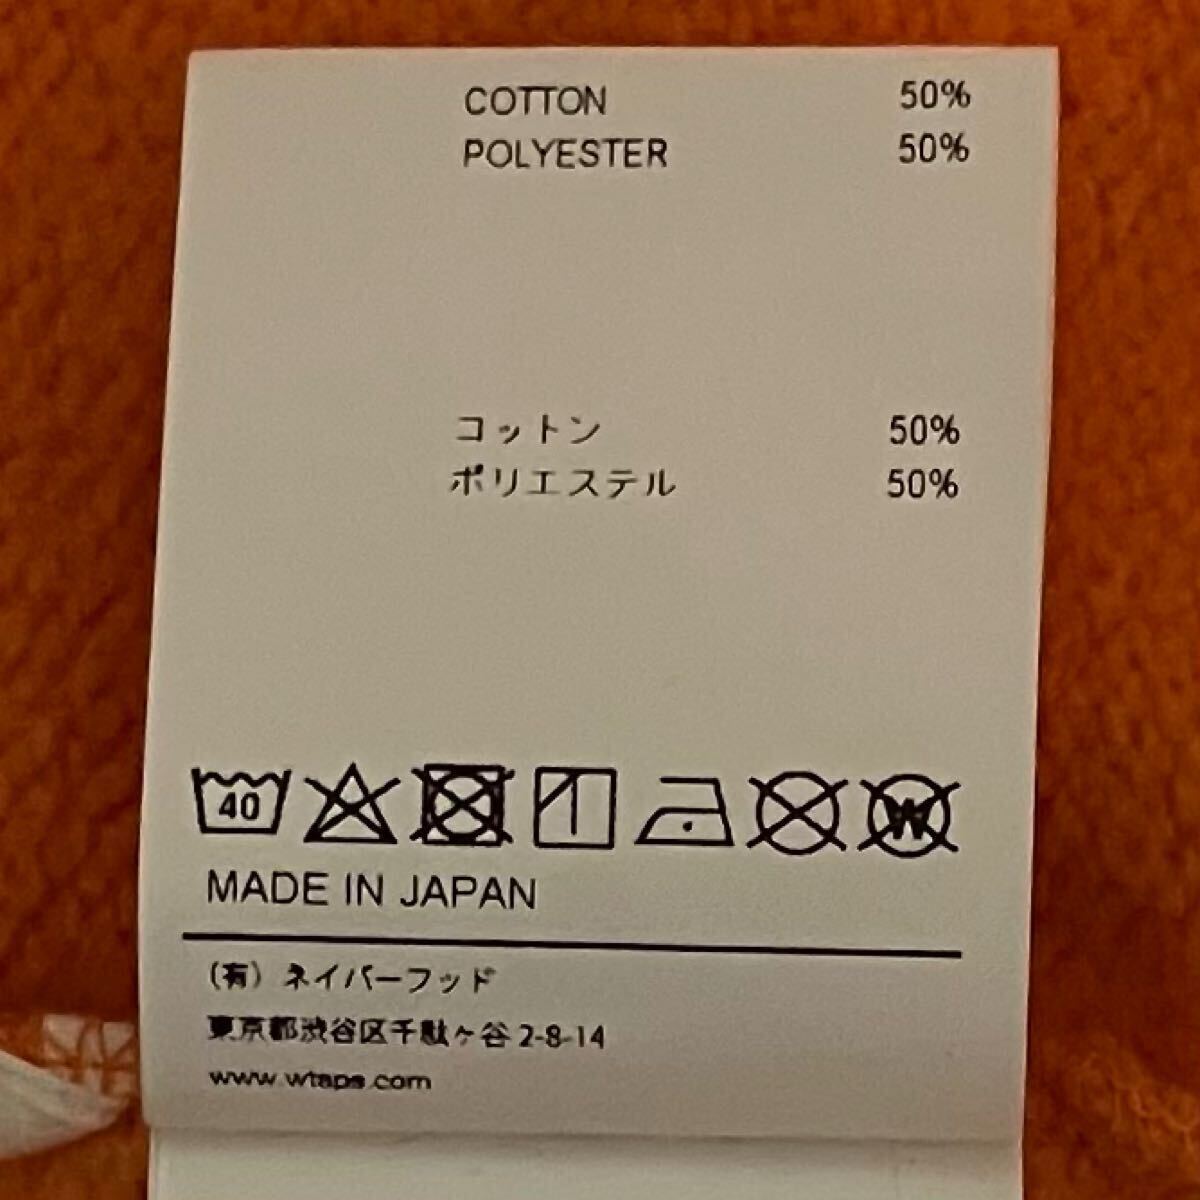 COTTON 50%
POLYESTER 50%
コットン 50%
ポリエステル 50%
40 W
MADE IN JAPAN
(有) ネイバーフッド
東京都渋谷区千駄ヶ谷 2-8-14
www.wtaps.com